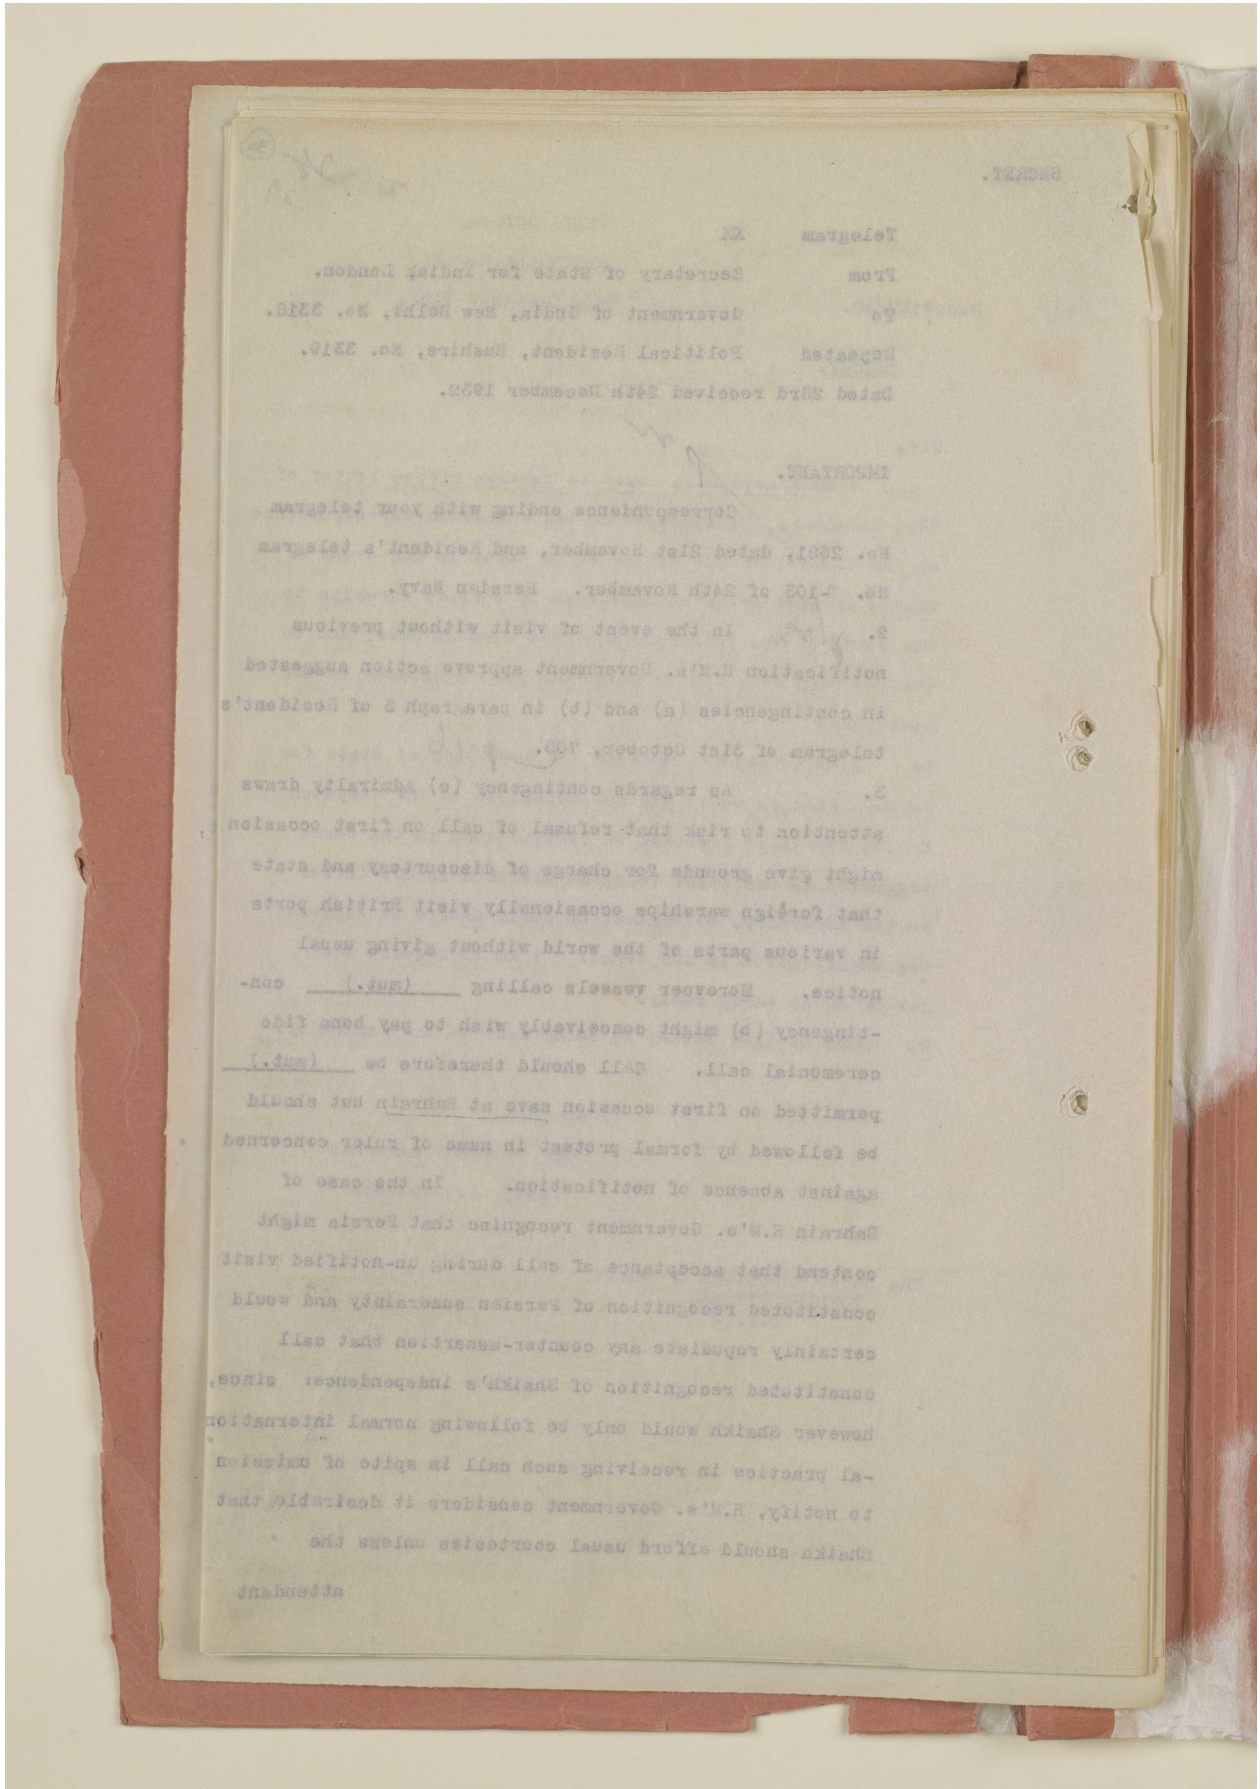 SECRET.
Telegram XX
From Secretary of State for India, London.
To Government of India, New Delhi, No. 3318.
Repeated Political Resident, Bushire, No. 3319.
Dated 23rd received 24th December 1932.
IMPORTANT.
Correspondence ending with your telegram
No. 2621, dated 21st November, and Resident's telegram
No. T-103 of 24th November. Persian Navy.
2. In the event of visit without previous
notification H.M's. Government approve action suggested
in contingencies (a) and (b) in paragraph 3 of Resident's
telegram of 31st October, 705.
3. As regards contingency (c) Admiralty draws
attention to risk that refusal of call on first occasion
might give grounds for charge of discourtesy and state
that foreign warships occasionally visit British ports
in various parts of the world without giving usual
notice. Moreover vessels calling (mut.) con-
-tingency (b) might conceivably wish to pay bona fide
ceremonial call. Call should therefore be (mut.)
permitted on first occasion save at Bahrain but should
be followed by formal protest in name of ruler concerned
against absence of notification. In the case of
Bahrain H.M's. Government recognise that Persia might
contend that acceptance of call during un-notified visit
constituted recognition of Persian suzerainty and would
certainly repudiate any counter-assertion that call
constituted recognition of Shaikh's independence: since,
however Shaikh would only be following normal internation
-al practice in receiving such call in spite of omission
to notify, H.M's. Government considers it desirable that
Shaikh should afford usual courtesies unless the
attendant